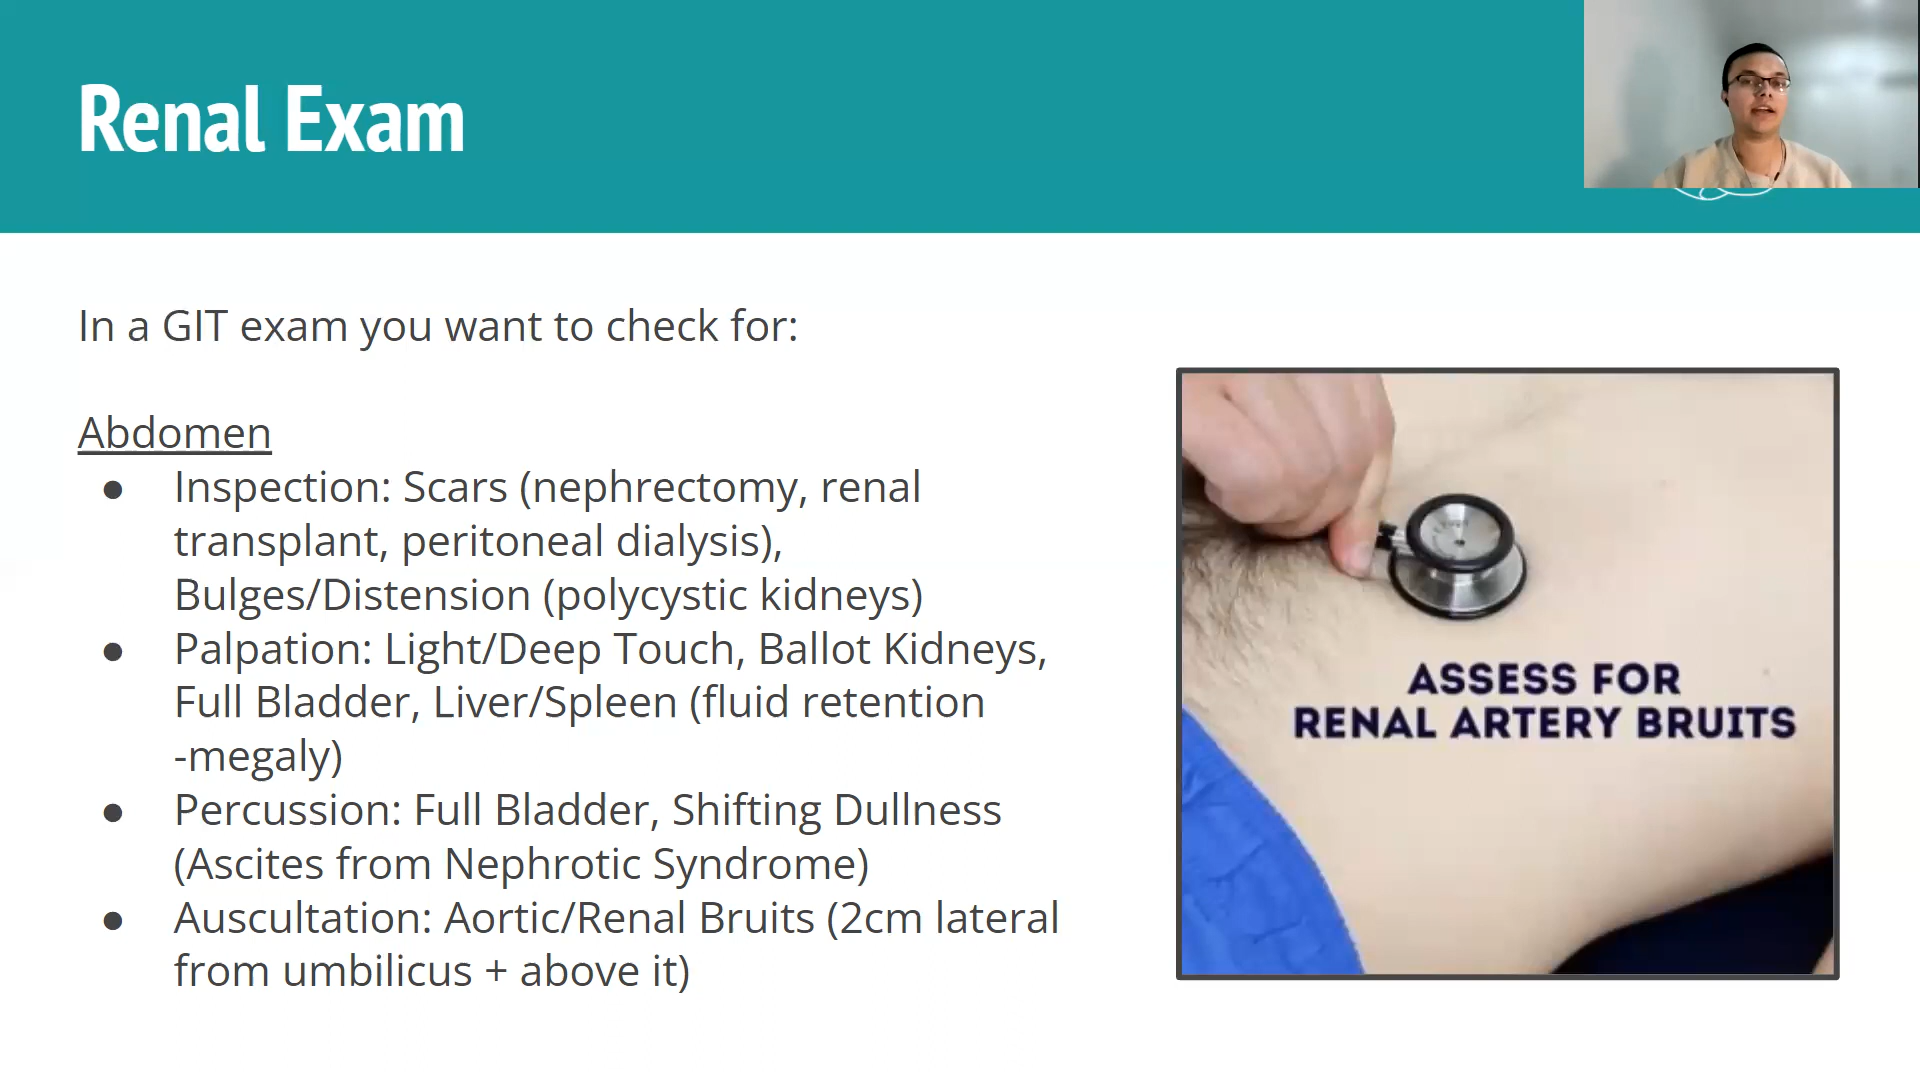 Renal Exam
In a GIT exam you want to check for:
Abdomen
● Inspection: Scars (nephrectomy, renal
transplant, peritoneal dialysis),
Bulges/Distension (polycystic kidneys)
● Palpation: Light/Deep Touch, Ballot Kidneys,
Full Bladder, Liver/Spleen (fluid retention
-megaly)
● Percussion: Full Bladder, Shifting Dullness
(Ascites from Nephrotic Syndrome)
● Auscultation: Aortic/Renal Bruits (2cm lateral
from umbilicus + above it)
ASSESS FOR
RENAL ARTERY BRUITS